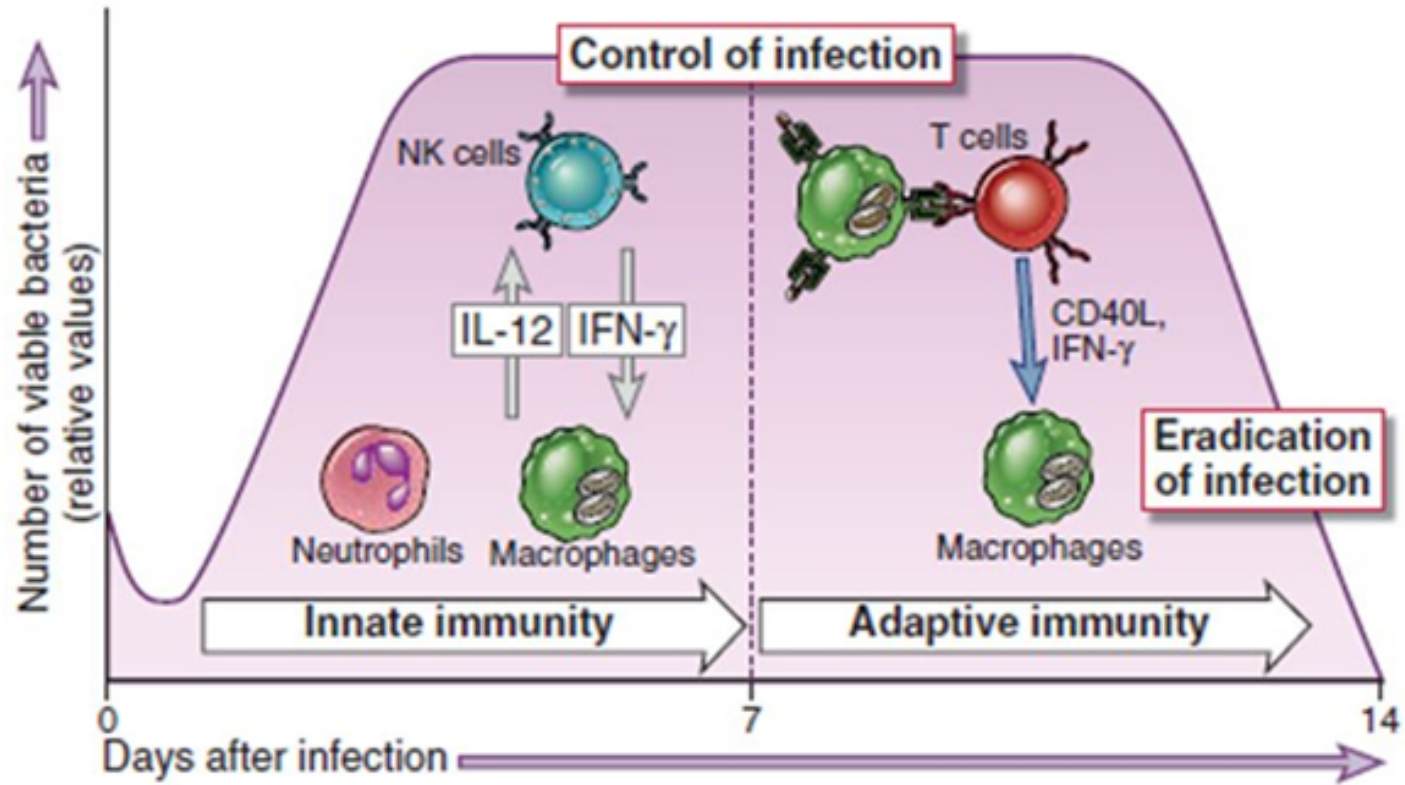 Number of viable bacteria
(relative values)
Control of infection
NK cells
T cells
IL-12
IFN-γ
CD40L,
IFN-γ
Neutrophils
Macrophages
Macrophages
Eradication
of infection
Innate immunity
Adaptive immunity
0
7
14
Days after infection